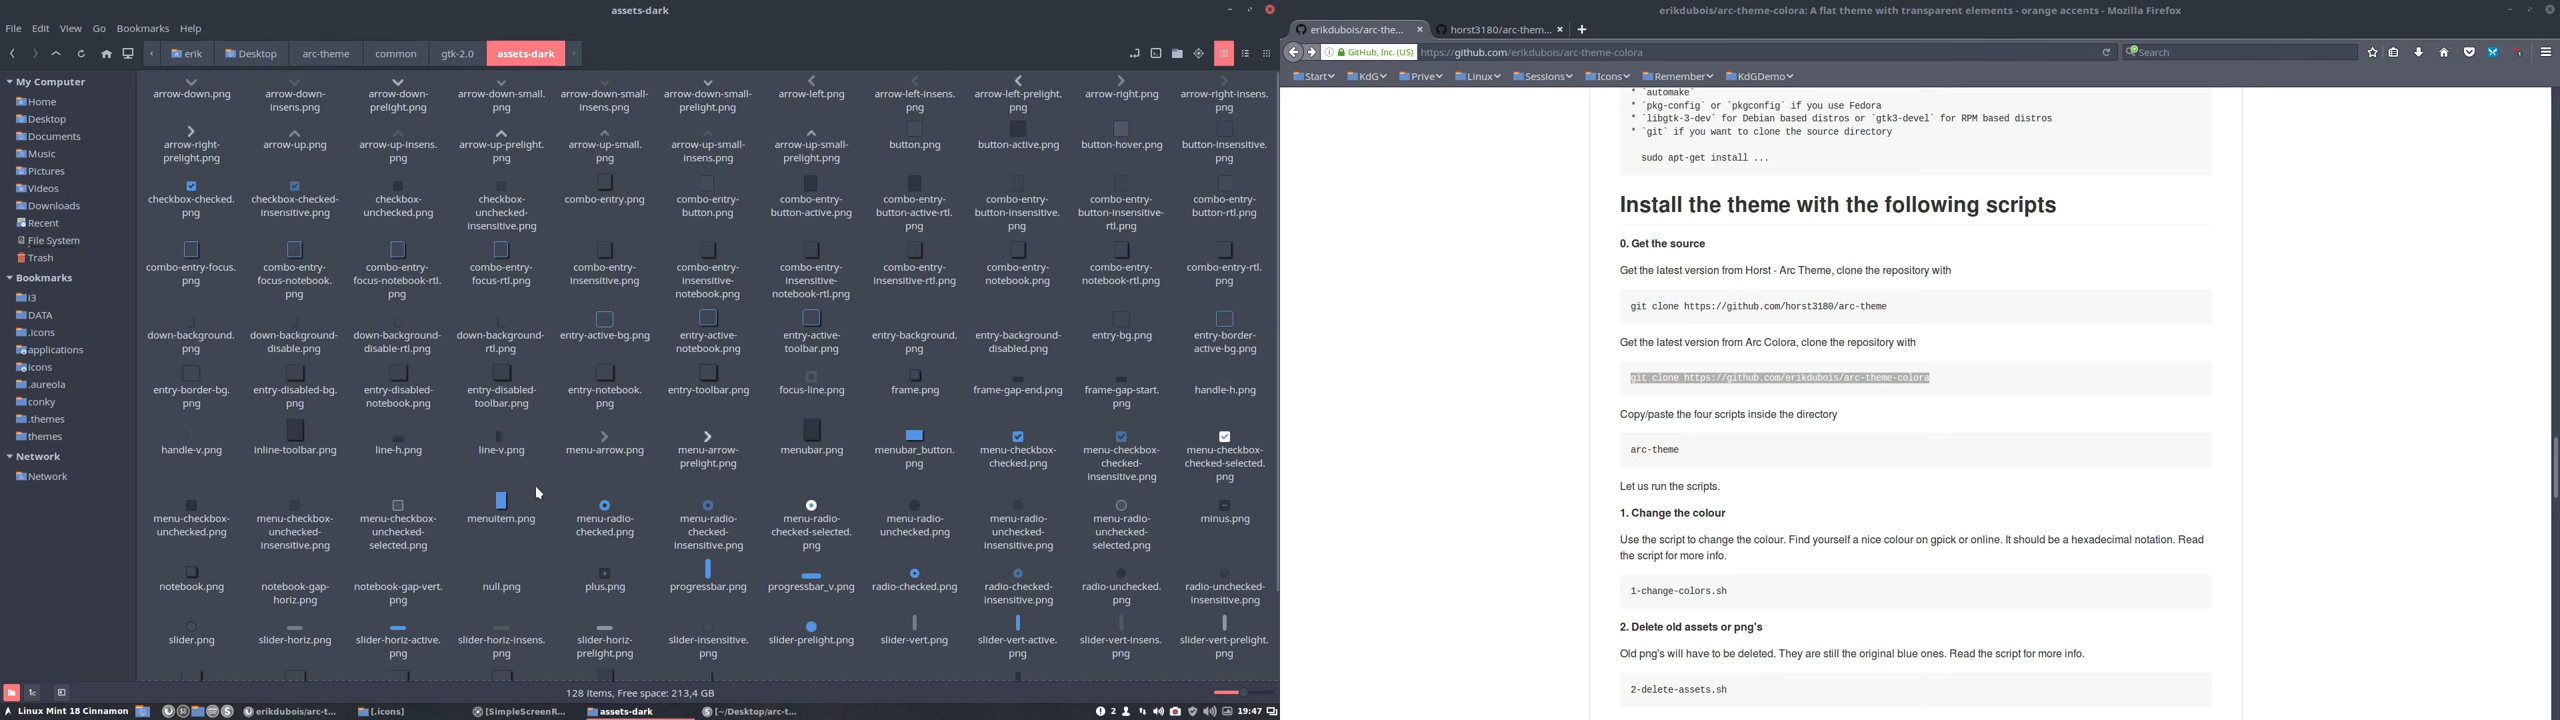 assets-dark
File Edit View Go Bookmarks Help
erik Desktop arc-theme common gtk-2.0 assets-dark
My Computer
Home
Desktop
Documents
Music
Pictures
Videos
Downloads
Recent
File System
Trash
Bookmarks
i3
DATA
.icons
applications
icons
.aureola
conky
.themes
themes
Network
Network
arrow-down.png arrow-down- arrow-down- arrow-down-small. arrow-down-small- arrow-down-small- arrow-left.png arrow-left-insens. arrow-left-prelight. arrow-right.png arrow-right-insens.
insens.png prelight.png png insens.png prelight.png png png png
arrow-right- arrow-up.png arrow-up-insens. arrow-up-prelight. arrow-up-small. arrow-up-small- arrow-up-small- button.png button-active.png button-hover.png button-insensitive.
prelight.png png png png insens.png prelight.png png
checkbox-checked. checkbox-checked- checkbox- checkbox- combo-entry.png combo-entry- combo-entry- combo-entry- combo-entry- combo-entry- combo-entry-
png insensitive.png unchecked.png unchecked- button.png button-active.png button-active-rtl. button-insensitive. button-insensitive- button-rtl.png
insensitive.png png png rtl.png
combo-entry-focus. combo-entry- combo-entry- combo-entry- combo-entry- combo-entry- combo-entry- combo-entry- combo-entry- combo-entry- combo-entry-rtl.
png focus-notebook. focus-notebook-rtl. focus-rtl.png insensitive.png insensitive- insensitive- insensitive-rtl.png notebook.png notebook-rtl.png png
png png notebook.png notebook-rtl.png
down-background. down-background- down-background- down-background- entry-active-bg.png entry-active- entry-active- entry-background. entry-background- entry-bg.png entry-border-
png disable.png disable-rtl.png rtl.png notebook.png toolbar.png png disabled.png active-bg.png
entry-border-bg. entry-disabled-bg. entry-disabled- entry-disabled- entry-notebook. entry-toolbar.png focus-line.png frame.png frame-gap-end.png frame-gap-start. handle-h.png
png png notebook.png toolbar.png png png
handle-v.png inline-toolbar.png line-h.png line-v.png menu-arrow.png menu-arrow- menubar.png menubar_button. menu-checkbox- menu-checkbox- menu-checkbox-
prelight.png png checked.png checked- checked-selected.
insensitive.png png
menu-checkbox- menu-checkbox- menu-checkbox- menuitem.png menu-radio- menu-radio- menu-radio- menu-radio- menu-radio- menu-radio- minus.png
unchecked.png unchecked- unchecked- checked.png checked- checked-selected. unchecked.png unchecked- unchecked-
insensitive.png selected.png insensitive.png png insensitive.png selected.png
notebook.png notebook-gap- notebook-gap-vert. null.png plus.png progressbar.png progressbar_v.png radio-checked.png radio-checked- radio-unchecked. radio-unchecked-
horiz.png png insensitive.png png insensitive.png
slider.png slider-horiz.png slider-horiz-active. slider-horiz-insens. slider-horiz- slider-insensitive. slider-prelight.png slider-vert.png slider-vert-active. slider-vert-insens. slider-vert-prelight.
png png prelight.png png png png png
128 items, Free space: 213,4 GB
Linux Mint 18 Cinnamon erikdubois/arc-t... [.icons] [SimpleScreenR... assets-dark [~/Desktop/arc-t... 2 19:47
erikdubois/arc-theme-colora: A flat theme with transparent elements - orange accents - Mozilla Firefox
erikdubois/arc-the... × horst3180/arc-them... × +
GitHub, Inc. (US) https://github.com/erikdubois/arc-theme-colora Search
Start KdG Prive Linux Sessions Icons Remember KdGDemo
* `automake`
* `pkg-config` or `pkgconfig` if you use Fedora
* `libgtk-3-dev` for Debian based distros or `gtk3-devel` for RPM based distros
* `git` if you want to clone the source directory
sudo apt-get install ...
Install the theme with the following scripts
0. Get the source
Get the latest version from Horst - Arc Theme, clone the repository with
git clone https://github.com/horst3180/arc-theme
Get the latest version from Arc Colora, clone the repository with
git clone https://github.com/erikdubois/arc-theme-colora
Copy/paste the four scripts inside the directory
arc-theme
Let us run the scripts.
1. Change the colour
Use the script to change the colour. Find yourself a nice colour on gpick or online. It should be a hexadecimal notation. Read
the script for more info.
1-change-colors.sh
2. Delete old assets or png's
Old png's will have to be deleted. They are still the original blue ones. Read the script for more info.
2-delete-assets.sh